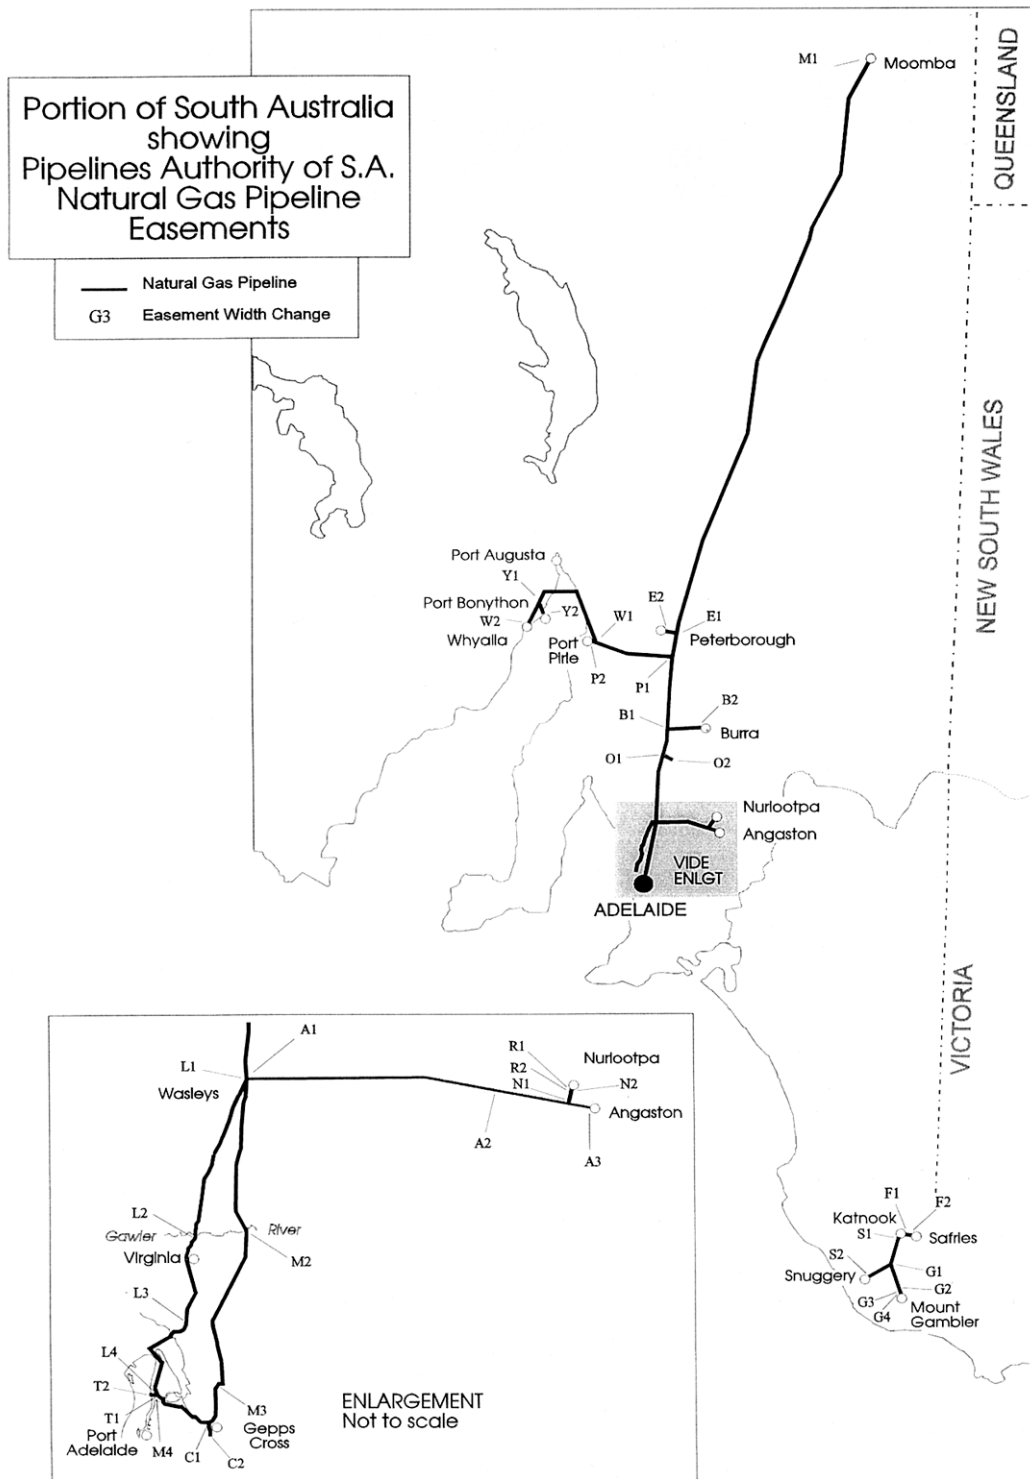 Portion of South Australia
showing
Pipelines Authority of S.A.
Natural Gas Pipeline
Easements
Natural Gas Pipeline
G3 Easement Width Change
M1
Moomba
QUEENSLAND
NEW SOUTH WALES
VICTORIA
Port Augusta
Y1
Port Bonython
Y2
W2
Whyalla
W1
Port
Pirie
P2
E2
E1
Peterborough
P1
B1
B2
Burra
O1
O2
Nurlootpa
Angaston
VIDE
ENLGT
ADELAIDE
F1
F2
Katnook
S1
Safries
S2
Snuggery
G1
G2
G3
G4
Mount
Gambier
A1
L1
Wasleys
R1
R2
N1
Nurlootpa
N2
Angaston
A2
A3
L2
Gawler
River
Virginia
M2
L3
L4
T2
T1
Port
Adelaide
M4
C1
C2
M3
Gepps
Cross
ENLARGEMENT
Not to scale